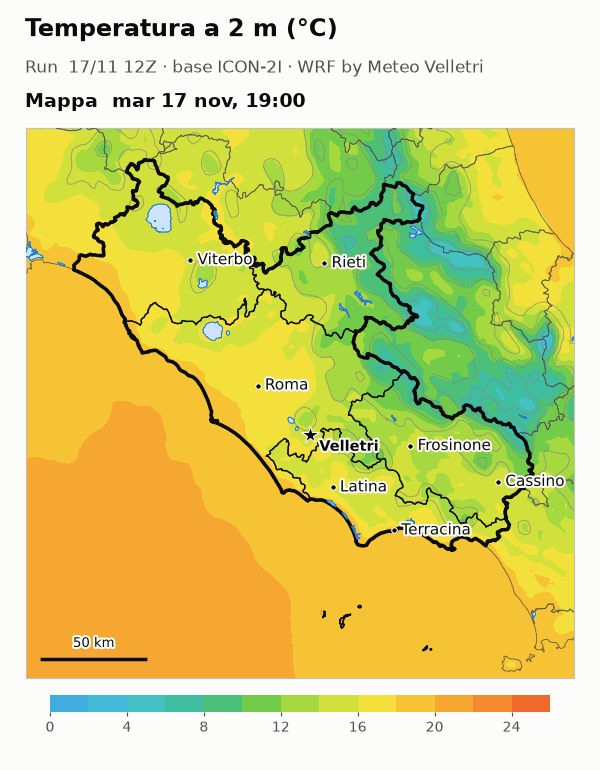 Temperatura a 2 m (°C)
Run  17/11 12Z · base ICON-2I · WRF by Meteo Velletri
Mappa  mar 17 nov, 19:00
Viterbo
Rieti
Roma
Velletri
Frosinone
Cassino
Latina
Terracina
50 km
0 4 8 12 16 20 24